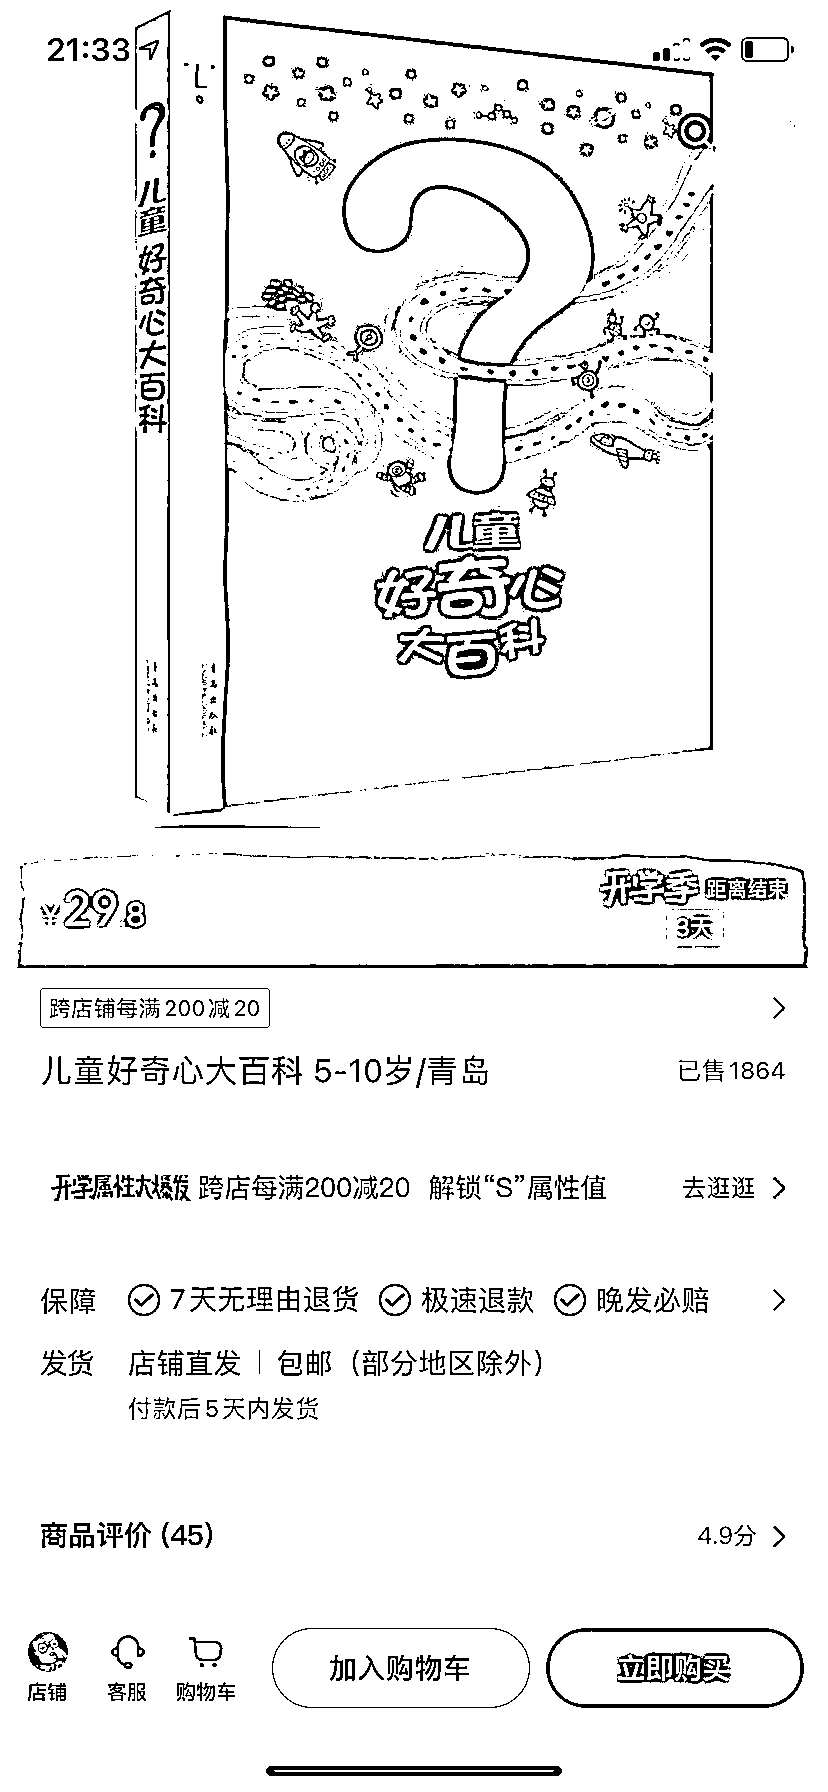 21:33
? 儿童好奇心大百科
儿童
好奇心
大百科
¥29.8
开学季 距离结束
3天
跨店铺每满200减20
儿童好奇心大百科 5-10岁/青岛
已售1864
开学属性大爆发 跨店每满200减20 解锁“S”属性值 去逛逛
保障 7天无理由退货 极速退款 晚发必赔
发货 店铺直发 | 包邮（部分地区除外）
付款后5天内发货
商品评价 (45) 4.9分
店铺 客服 购物车 加入购物车 立即购买